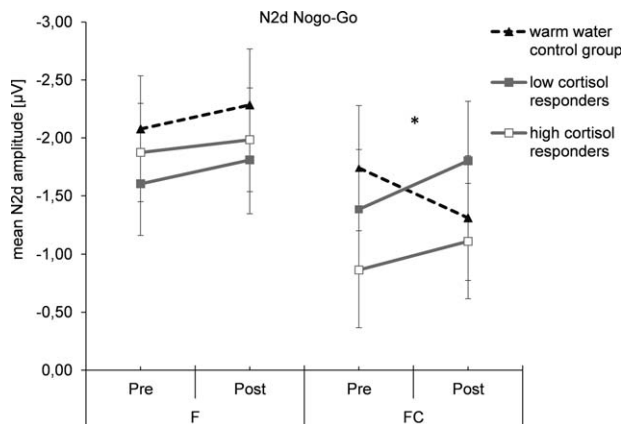 N2d Nogo-Go
mean N2d amplitude [µV]
-3,00
-2,50
-2,00
-1,50
-1,00
-0,50
0,00
*
Pre
Post
Pre
Post
F
FC
warm water
control group
low cortisol
responders
high cortisol
responders